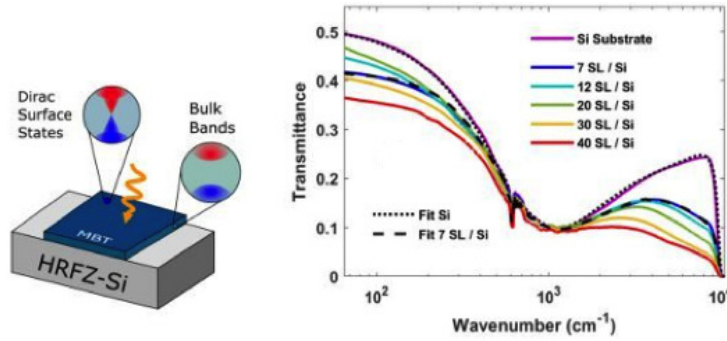 Dirac
Surface
States
Bulk
Bands
MBT
HRFZ-Si
Transmittance
0.5
0.4
0.3
0.2
0.1
0
Si Substrate
7 SL / Si
12 SL / Si
20 SL / Si
30 SL / Si
40 SL / Si
Fit Si
Fit 7 SL / Si
10²
10³
10⁴
Wavenumber (cm⁻¹)